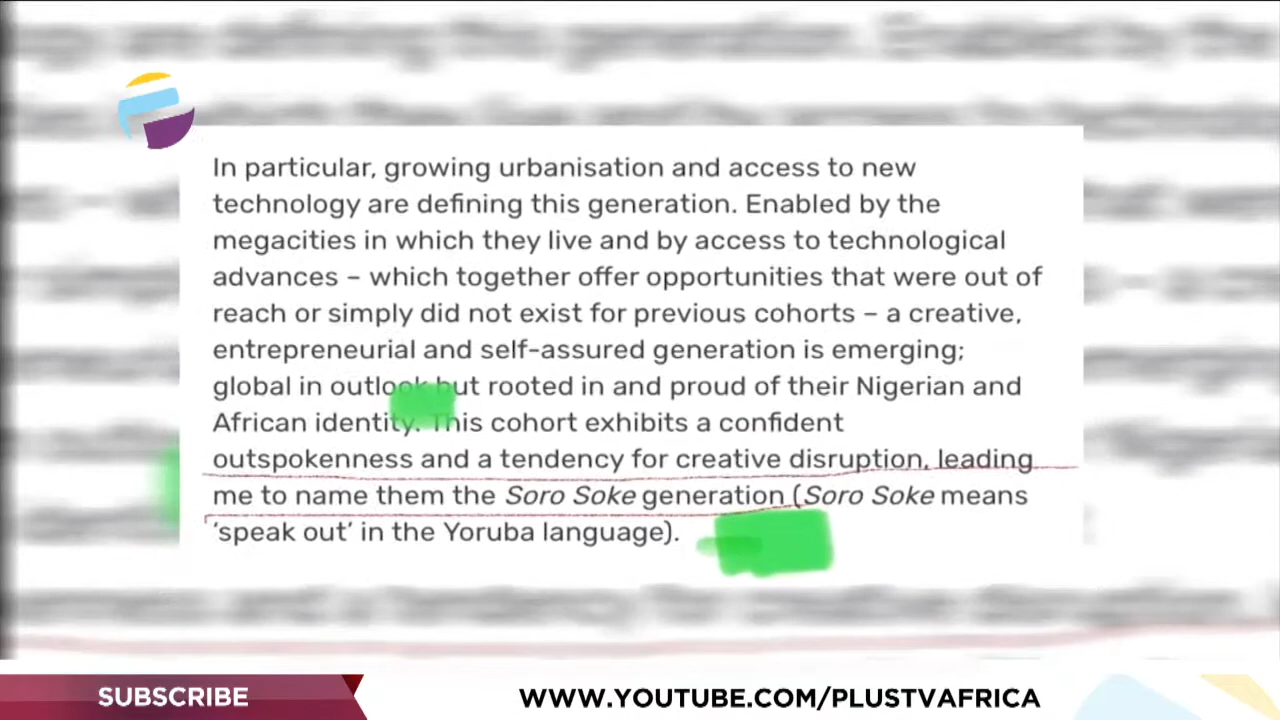 In particular, growing urbanisation and access to new
technology are defining this generation. Enabled by the
megacities in which they live and by access to technological
advances – which together offer opportunities that were out of
reach or simply did not exist for previous cohorts – a creative,
entrepreneurial and self-assured generation is emerging;
global in outlook but rooted in and proud of their Nigerian and
African identity. This cohort exhibits a confident
outspokenness and a tendency for creative disruption, leading
me to name them the Soro Soke generation (Soro Soke means
‘speak out’ in the Yoruba language).
SUBSCRIBE
WWW.YOUTUBE.COM/PLUSTVAFRICA